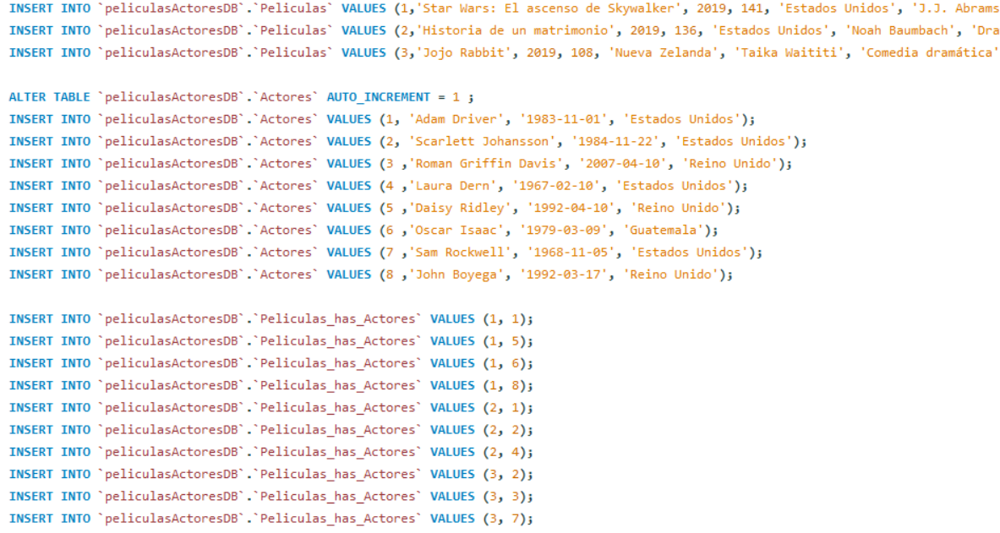 INSERT INTO `peliculasActoresDB`.`Peliculas` VALUES (1,'Star Wars: El ascenso de Skywalker', 2019, 141, 'Estados Unidos', 'J.J. Abrams
INSERT INTO `peliculasActoresDB`.`Peliculas` VALUES (2,'Historia de un matrimonio', 2019, 136, 'Estados Unidos', 'Noah Baumbach', 'Dra
INSERT INTO `peliculasActoresDB`.`Peliculas` VALUES (3,'Jojo Rabbit', 2019, 108, 'Nueva Zelanda', 'Taika Waititi', 'Comedia dramática'
ALTER TABLE `peliculasActoresDB`.`Actores` AUTO_INCREMENT = 1 ;
INSERT INTO `peliculasActoresDB`.`Actores` VALUES (1, 'Adam Driver', '1983-11-01', 'Estados Unidos');
INSERT INTO `peliculasActoresDB`.`Actores` VALUES (2, 'Scarlett Johansson', '1984-11-22', 'Estados Unidos');
INSERT INTO `peliculasActoresDB`.`Actores` VALUES (3 ,'Roman Griffin Davis', '2007-04-10', 'Reino Unido');
INSERT INTO `peliculasActoresDB`.`Actores` VALUES (4 ,'Laura Dern', '1967-02-10', 'Estados Unidos');
INSERT INTO `peliculasActoresDB`.`Actores` VALUES (5 ,'Daisy Ridley', '1992-04-10', 'Reino Unido');
INSERT INTO `peliculasActoresDB`.`Actores` VALUES (6 ,'Oscar Isaac', '1979-03-09', 'Guatemala');
INSERT INTO `peliculasActoresDB`.`Actores` VALUES (7 ,'Sam Rockwell', '1968-11-05', 'Estados Unidos');
INSERT INTO `peliculasActoresDB`.`Actores` VALUES (8 ,'John Boyega', '1992-03-17', 'Reino Unido');
INSERT INTO `peliculasActoresDB`.`Peliculas_has_Actores` VALUES (1, 1);
INSERT INTO `peliculasActoresDB`.`Peliculas_has_Actores` VALUES (1, 5);
INSERT INTO `peliculasActoresDB`.`Peliculas_has_Actores` VALUES (1, 6);
INSERT INTO `peliculasActoresDB`.`Peliculas_has_Actores` VALUES (1, 8);
INSERT INTO `peliculasActoresDB`.`Peliculas_has_Actores` VALUES (2, 1);
INSERT INTO `peliculasActoresDB`.`Peliculas_has_Actores` VALUES (2, 2);
INSERT INTO `peliculasActoresDB`.`Peliculas_has_Actores` VALUES (2, 4);
INSERT INTO `peliculasActoresDB`.`Peliculas_has_Actores` VALUES (3, 2);
INSERT INTO `peliculasActoresDB`.`Peliculas_has_Actores` VALUES (3, 3);
INSERT INTO `peliculasActoresDB`.`Peliculas_has_Actores` VALUES (3, 7);